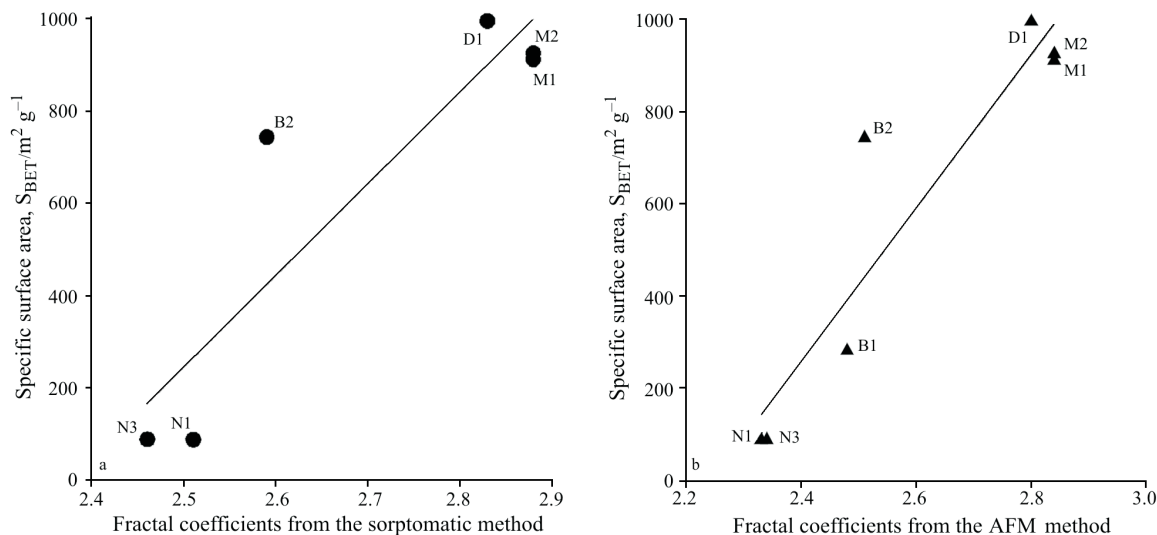 Specific surface area, S_BET/m² g⁻¹
1000
800
600
400
200
0
D1
M2
M1
B2
N3
N1
a
2.4 2.5 2.6 2.7 2.8 2.9
Fractal coefficients from the sorptomatic method
Specific surface area, S_BET/m² g⁻¹
1000
800
600
400
200
0
D1
M2
M1
B2
B1
N1
N3
b
2.2 2.4 2.6 2.8 3.0
Fractal coefficients from the AFM method